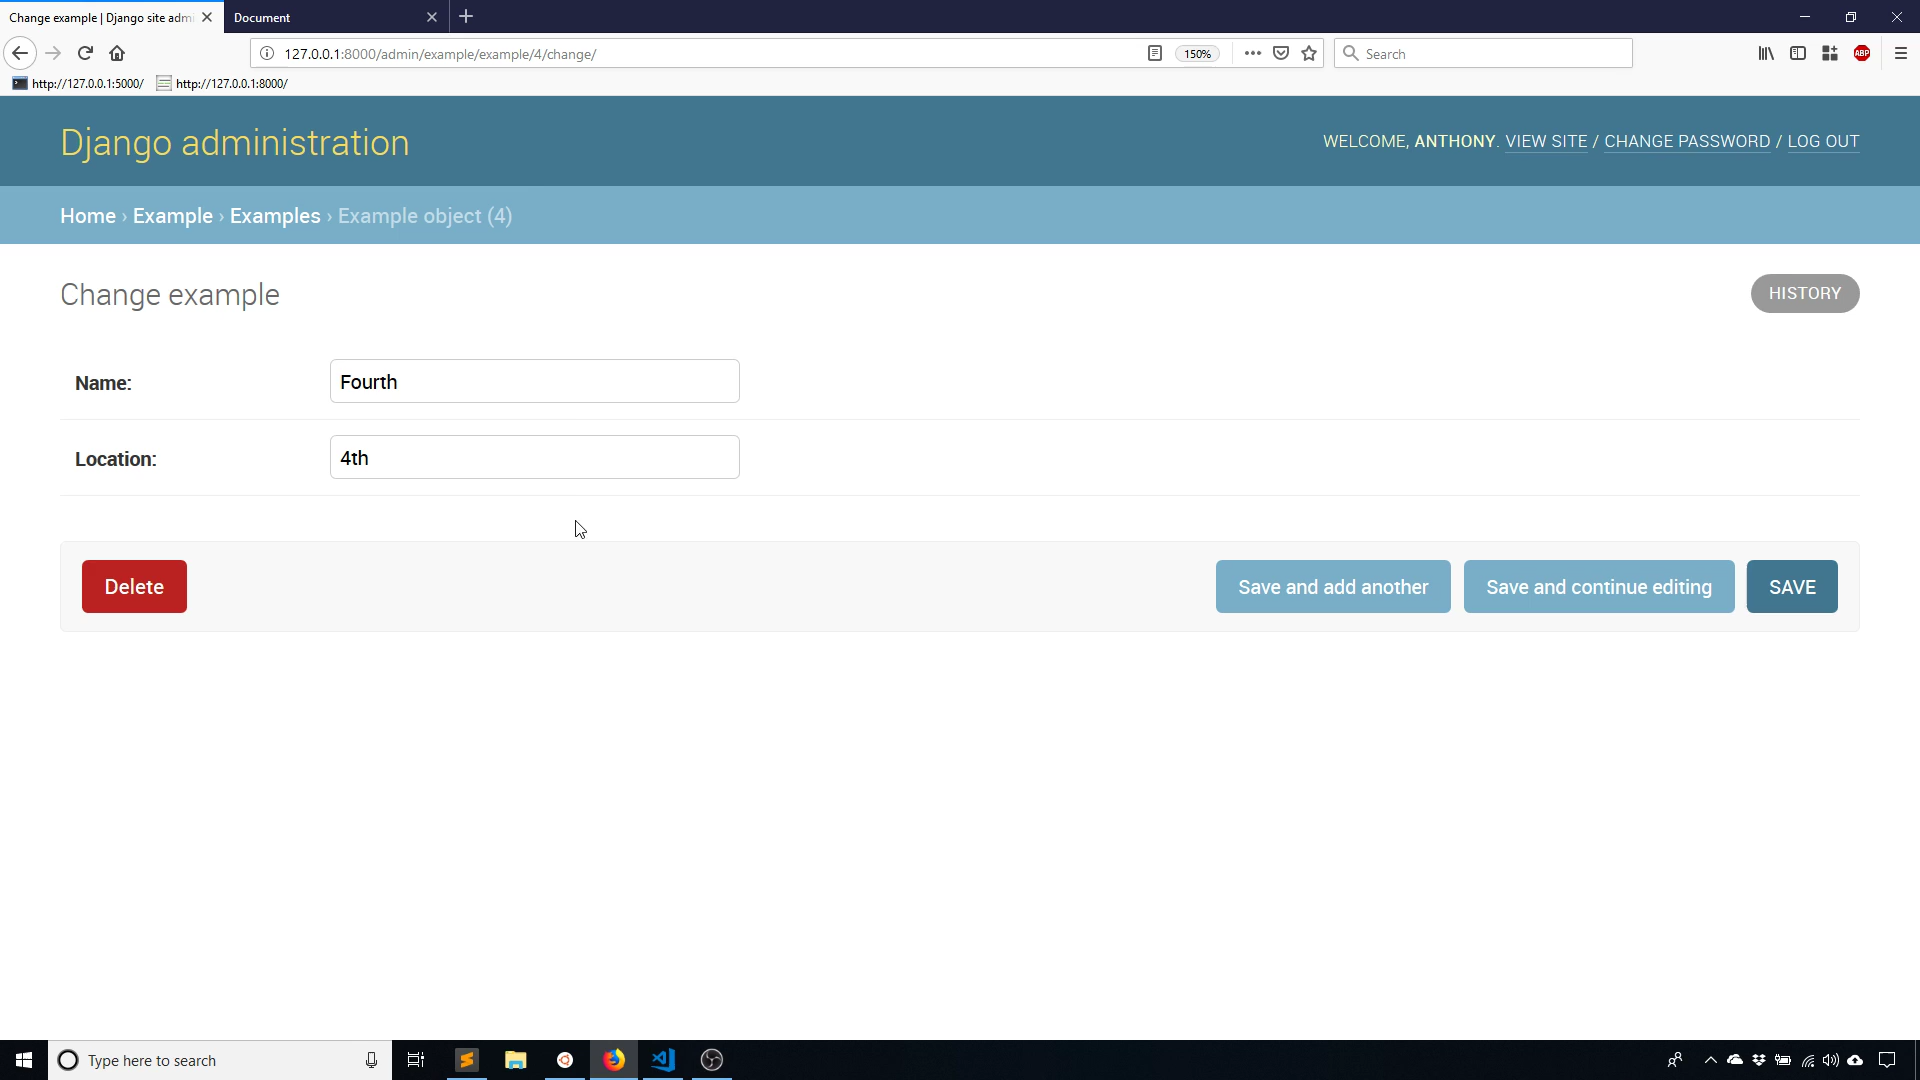 Change example | Django site adm
Document
127.0.0.1:8000/admin/example/example/4/change/
150%
Search
ABP
http://127.0.0.1:5000/
http://127.0.0.1:8000/
Django administration
WELCOME, ANTHONY. VIEW SITE / CHANGE PASSWORD / LOG OUT
Home › Example › Examples › Example object (4)
Change example
HISTORY
Name:
Fourth
Location:
4th
Delete
Save and add another
Save and continue editing
SAVE
Type here to search